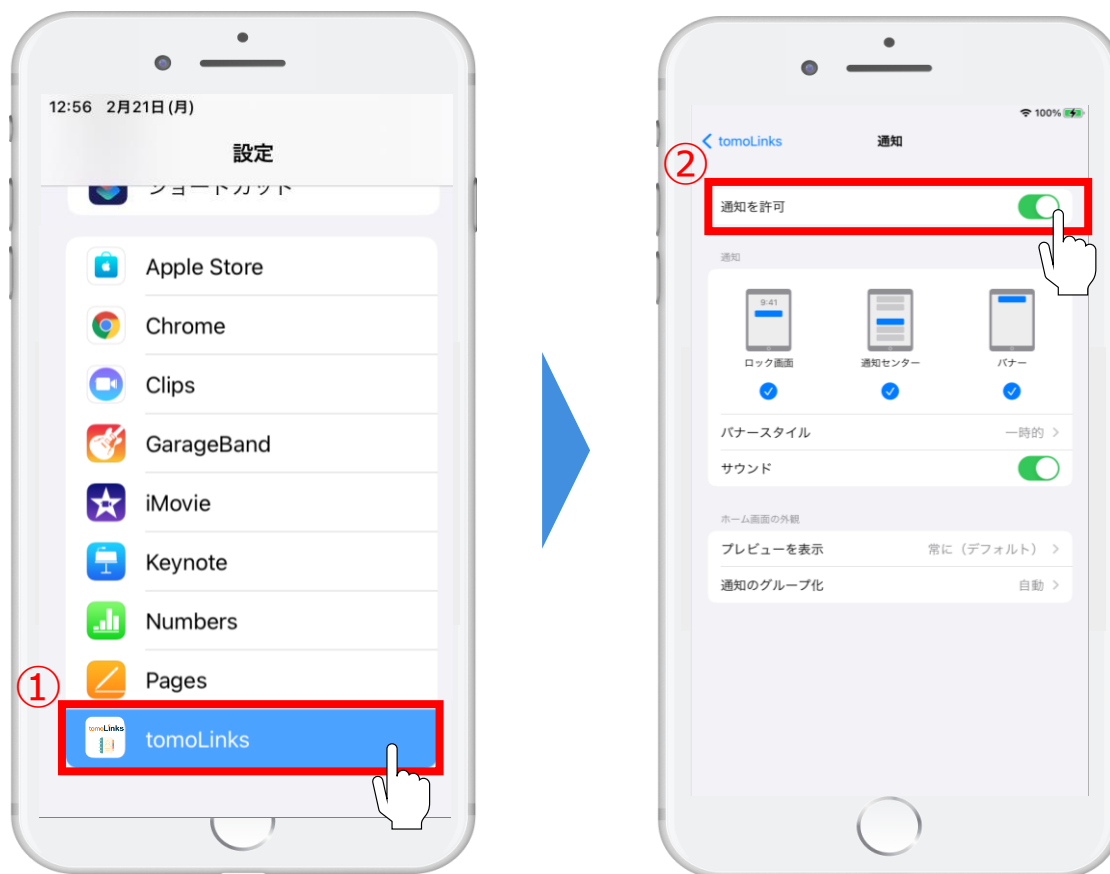 12:56 2月21日(月)
設定
ショートカット
Apple Store
Chrome
Clips
GarageBand
iMovie
Keynote
Numbers
Pages
①
tomoLinks
tomoLinks
100%
tomoLinks 通知
②
通知を許可
通知
9:41
ロック画面 通知センター バナー
バナースタイル 一時的
サウンド
ホーム画面の外観
プレビューを表示 常に(デフォルト)
通知のグループ化 自動